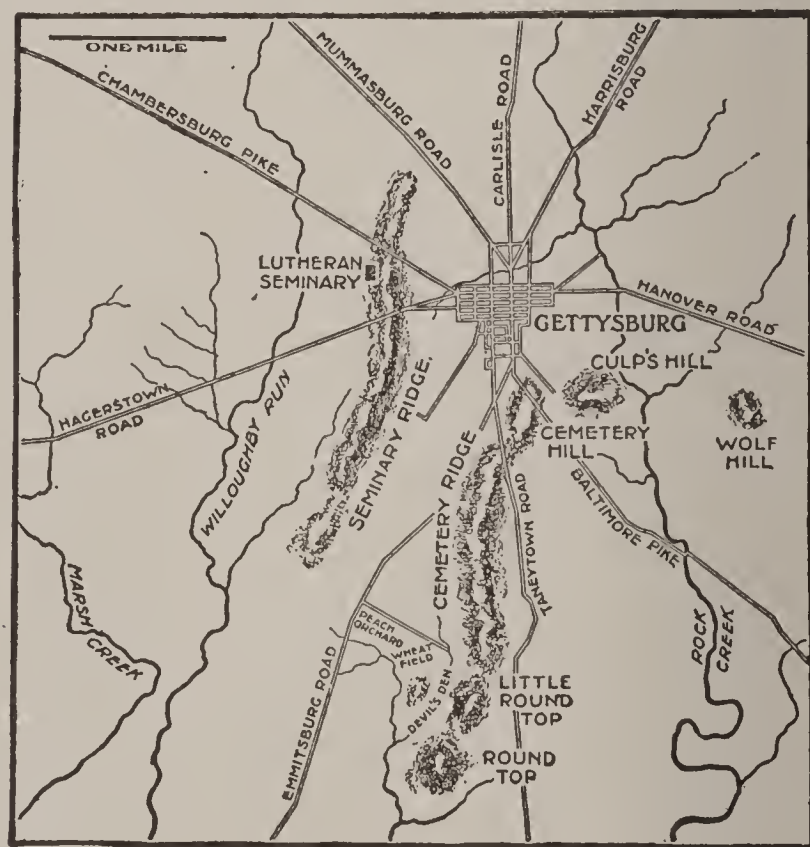 ONE MILE
CHAMBERSBURG PIKE
MUMMASBURG ROAD
CARLISLE ROAD
HARRISBURG
ROAD
LUTHERAN
SEMINARY
HANOVER ROAD
GETTYSBURG
CULP'S HILL
HAGERSTOWN
ROAD
WILLOUGHBY RUN
SEMINARY RIDGE.
CEMETERY RIDGE
CEMETERY
HILL
WOLF
HILL
TANEYTOWN ROAD
BALTIMORE PIKE
MARSH CREEK
ROCK CREEK
PEACH
ORCHARD
WHEAT
FIELD
DEVIL'S DEN
LITTLE
ROUND
TOP
EMMITSBURG ROAD
ROUND
TOP